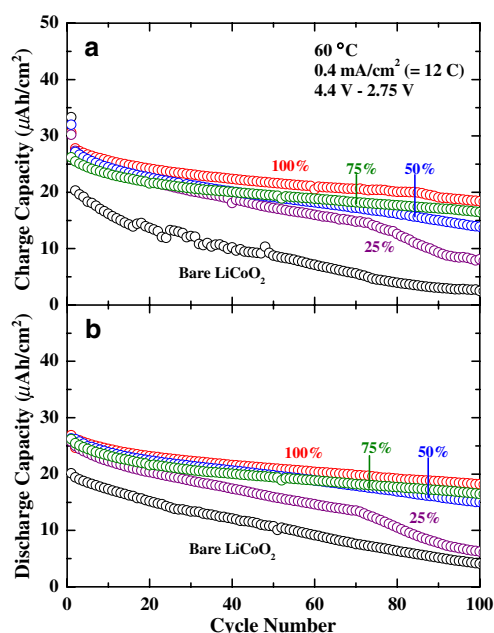 50
a
60 °C
0.4 mA/cm² (= 12 C)
4.4 V - 2.75 V
40
30
100%
75%
50%
20
25%
10
Bare LiCoO₂
0
Charge Capacity (μAh/cm²)
b
40
30
100%
75%
50%
20
25%
10
Bare LiCoO₂
0
0 20 40 60 80 100
Discharge Capacity (μAh/cm²)
Cycle Number